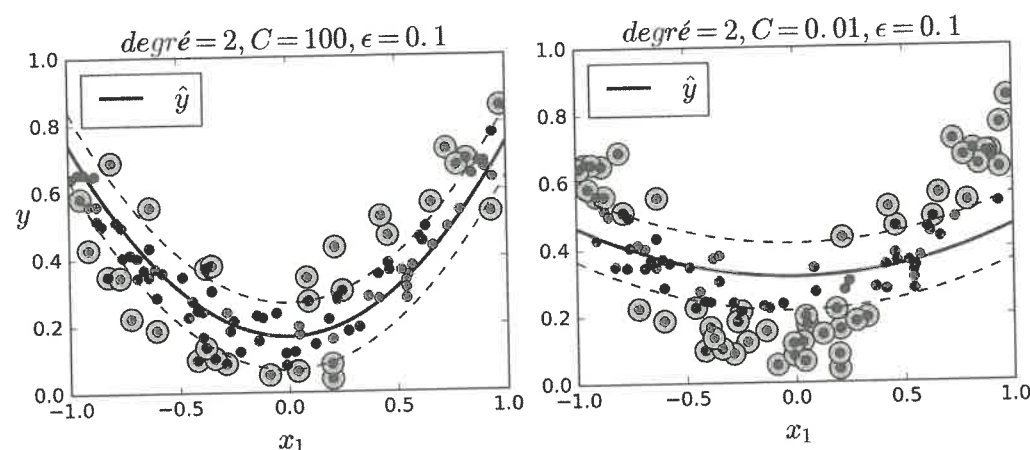 degré = 2, C = 100, ϵ = 0.1
1.0
0.8
0.6
0.4
0.2
0.0
y
ŷ
−1.0 −0.5 0.0 0.5 1.0
x₁
degré = 2, C = 0.01, ϵ = 0.1
1.0
0.8
0.6
0.4
0.2
0.0
ŷ
−1.0 −0.5 0.0 0.5 1.0
x₁